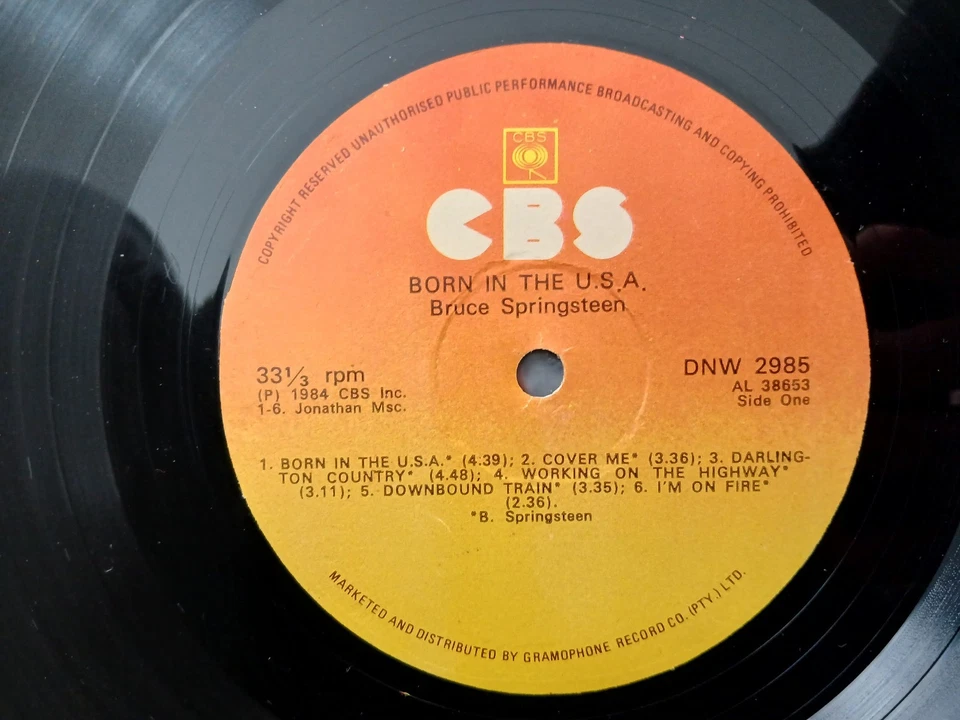 COPYRIGHT RESERVED UNAUTHORISED PUBLIC PERFORMANCE BROADCASTING AND COPYING PROHIBITED
CBS
CBS
BORN IN THE U.S.A.
Bruce Springsteen
33⅓ rpm
(P) 1984 CBS Inc.
1-6. Jonathan Msc.
DNW 2985
AL 38653
Side One
1. BORN IN THE U.S.A.* (4.39); 2. COVER ME* (3.36); 3. DARLING-
TON COUNTRY* (4.48); 4. WORKING ON THE HIGHWAY*
(3.11); 5. DOWNBOUND TRAIN* (3.35); 6. I'M ON FIRE*
(2.36).
*B. Springsteen
MARKETED AND DISTRIBUTED BY GRAMOPHONE RECORD CO. (PTY.) LTD.